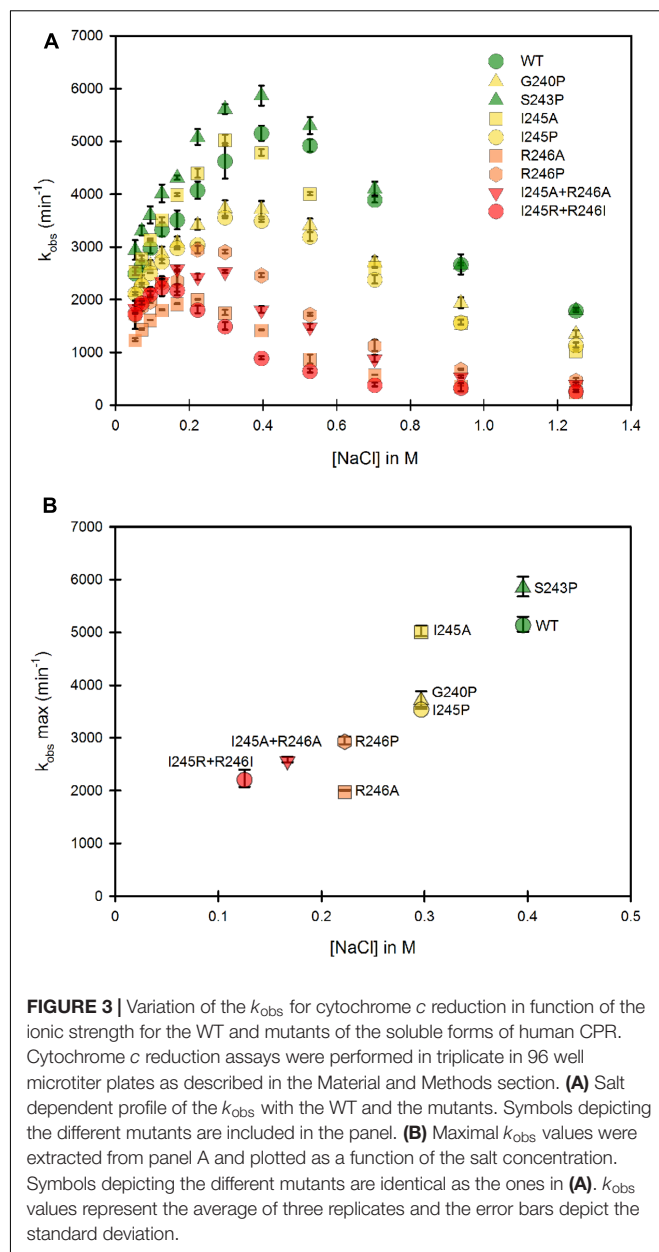 A
7000
6000
5000
4000
3000
2000
1000
0
k_obs (min⁻¹)
WT
G240P
S243P
I245A
I245P
R246A
R246P
I245A+R246A
I245R+R246I
0.0 0.2 0.4 0.6 0.8 1.0 1.2 1.4
[NaCl] in M
B
7000
6000
5000
4000
3000
2000
1000
0
k_obs max (min⁻¹)
S243P
WT
I245A
G240P
I245P
I245A+R246A
R246P
I245R+R246I
R246A
0 0.1 0.2 0.3 0.4 0.5
[NaCl] in M
FIGURE 3 | Variation of the k_obs for cytochrome c reduction in function of the
ionic strength for the WT and mutants of the soluble forms of human CPR.
Cytochrome c reduction assays were performed in triplicate in 96 well
microtiter plates as described in the Material and Methods section. (A) Salt
dependent profile of the k_obs with the WT and the mutants. Symbols depicting
the different mutants are included in the panel. (B) Maximal k_obs values were
extracted from panel A and plotted as a function of the salt concentration.
Symbols depicting the different mutants are identical as the ones in (A). k_obs
values represent the average of three replicates and the error bars depict the
standard deviation.